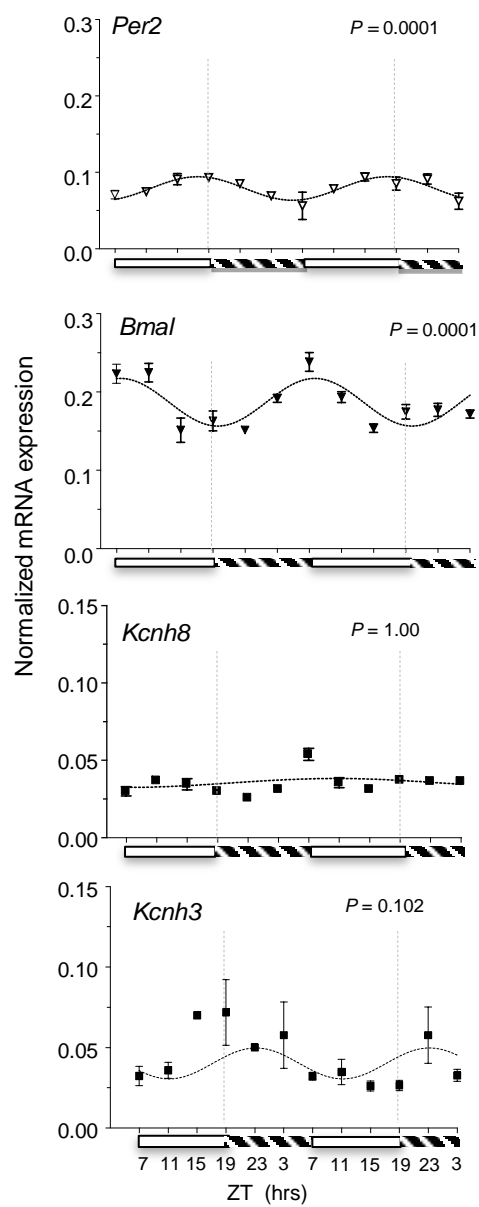 Per2
P = 0.0001
0.3
0.2
0.1
0.0
Bmal
P = 0.0001
0.3
0.2
0.1
0.0
Normalized mRNA expression
Kcnh8
P = 1.00
0.15
0.10
0.05
0.00
Kcnh3
P = 0.102
0.15
0.10
0.05
0.00
7 11 15 19 23 3 7 11 15 19 23 3
ZT (hrs)